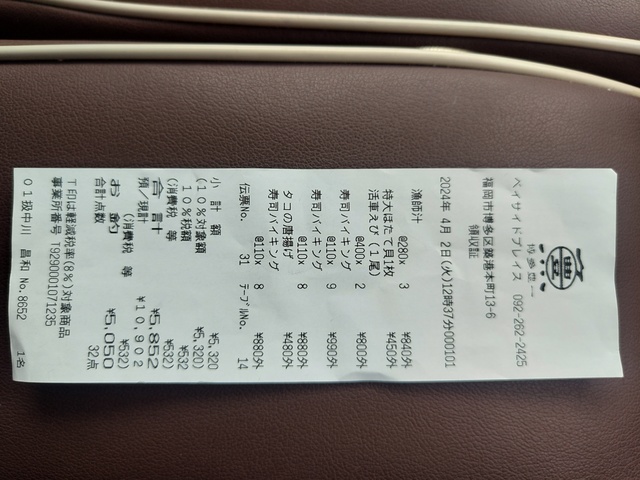 豊
博多豊一
ベイサイドプレイス 092-262-2425
福岡市博多区築港本町13-6
領収証
2024年 4月 2日(火)12時37分000101
漁師汁
@280x 3 ¥840外
特大ほたて貝1枚 ¥450外
活車えび(1尾)
@400x 2 ¥800外
寿司バイキング
@110x 9 ¥990外
寿司バイキング
@110x 8 ¥880外
タコの唐揚げ ¥480外
寿司バイキング
@110x 8 ¥880外
伝票No. 31 テーブルNo. 14
小 計 額 ¥5,320
(10%対象額 ¥5,320)
10%税額 ¥532
(消費税 等 ¥532)
合 計 ¥5,852
預/現計 ¥10,902
(消費税 等 ¥532)
お 釣 ¥5,050
合計点数 32点
T印は軽減税率(8%)対象商品
事業所番号 T9290001071235
01級中川 昌和 No.8652 1名